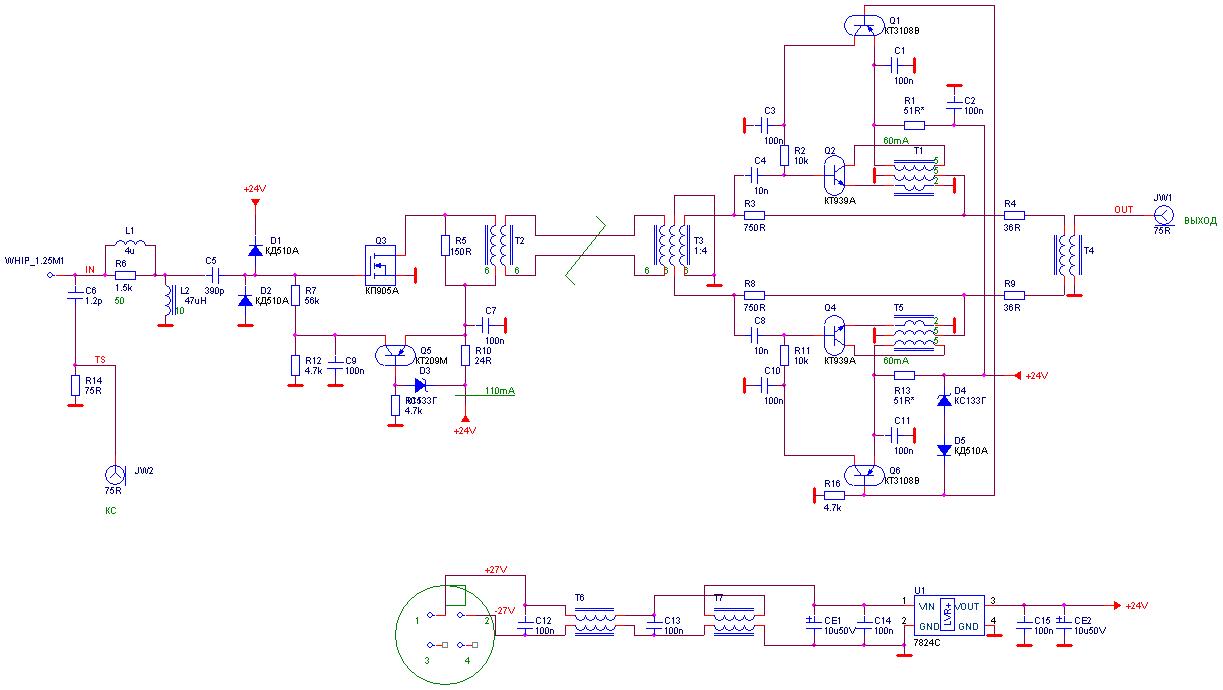 Q1
КТ3108В
C1
100n
R1
51R*
C2
100n
C3
100n
60mA
R2
10k
Q2
T1
5
5
2
C4
10n
КТ939А
R3
750R
R4
36R
JW1
75R
OUT
ВЫХОД
+24V
L1
4u
D1
КД510А
WHIP_1.25M1
IN
R6
1.5k
50
C5
390p
Q3
КП905А
R5
150R
T2
6
6
T3
1:4
6
6
6
T4
C6
1.2p
L2
47uH
10
D2
КД510А
R7
56k
R8
750R
R9
36R
C7
100n
C8
10n
Q4
T5
2
5
5
R11
10k
КТ939А
60mA
TS
R12
4.7k
C9
100n
Q5
КТ209М
R10
24R
D3
КС133Г
4.7k
110mA
+24V
R14
75R
C10
100n
R13
51R*
+24V
D4
КС133Г
C11
100n
D5
КД510А
JW2
75R
КС
Q6
КТ3108В
R16
4.7k
+27V
-27V
1
2
3
4
C12
100n
T6
C13
100n
T7
CE1
10u50V
C14
100n
U1
1
VIN
VOUT
3
2
GND
GND
4
LVR+
7824C
C15
100n
CE2
10u50V
+24V